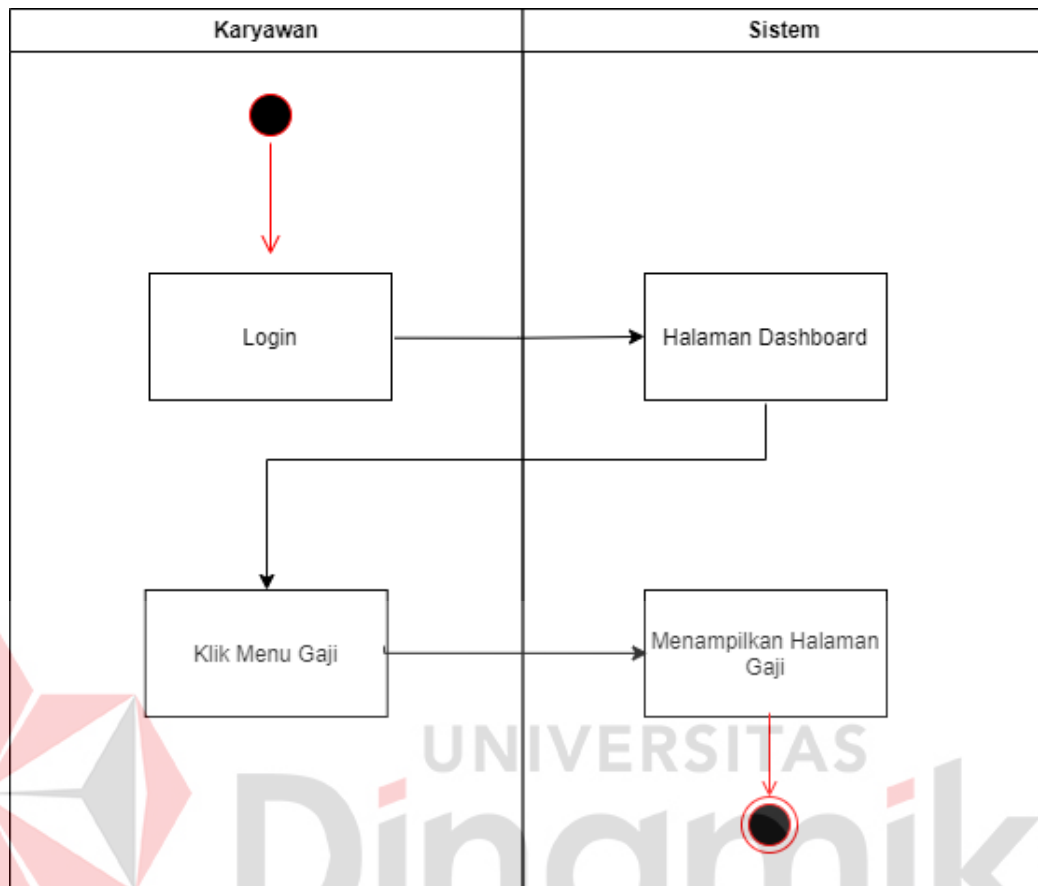 Karyawan
Sistem
Login
Halaman Dashboard
Klik Menu Gaji
Menampilkan Halaman
Gaji
UNIVERSITAS
Dinamik